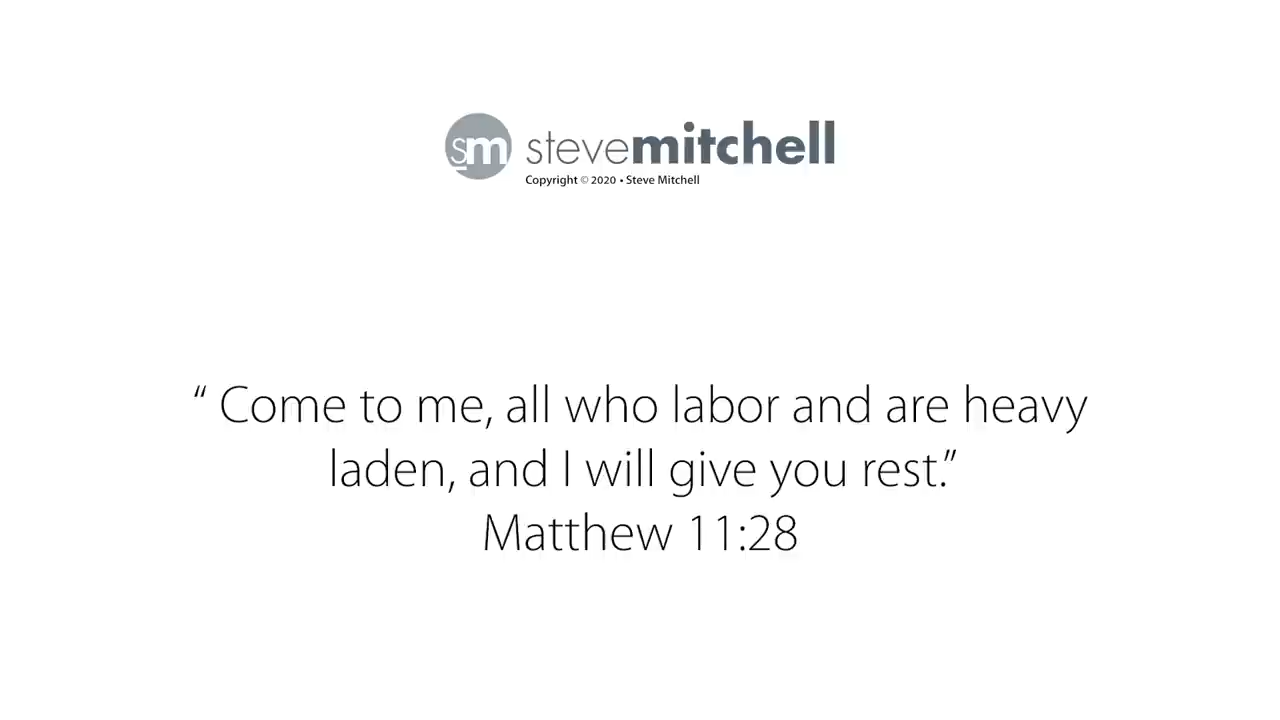 sm stevemitchell
Copyright © 2020 • Steve Mitchell
“ Come to me, all who labor and are heavy
laden, and I will give you rest.”
Matthew 11:28